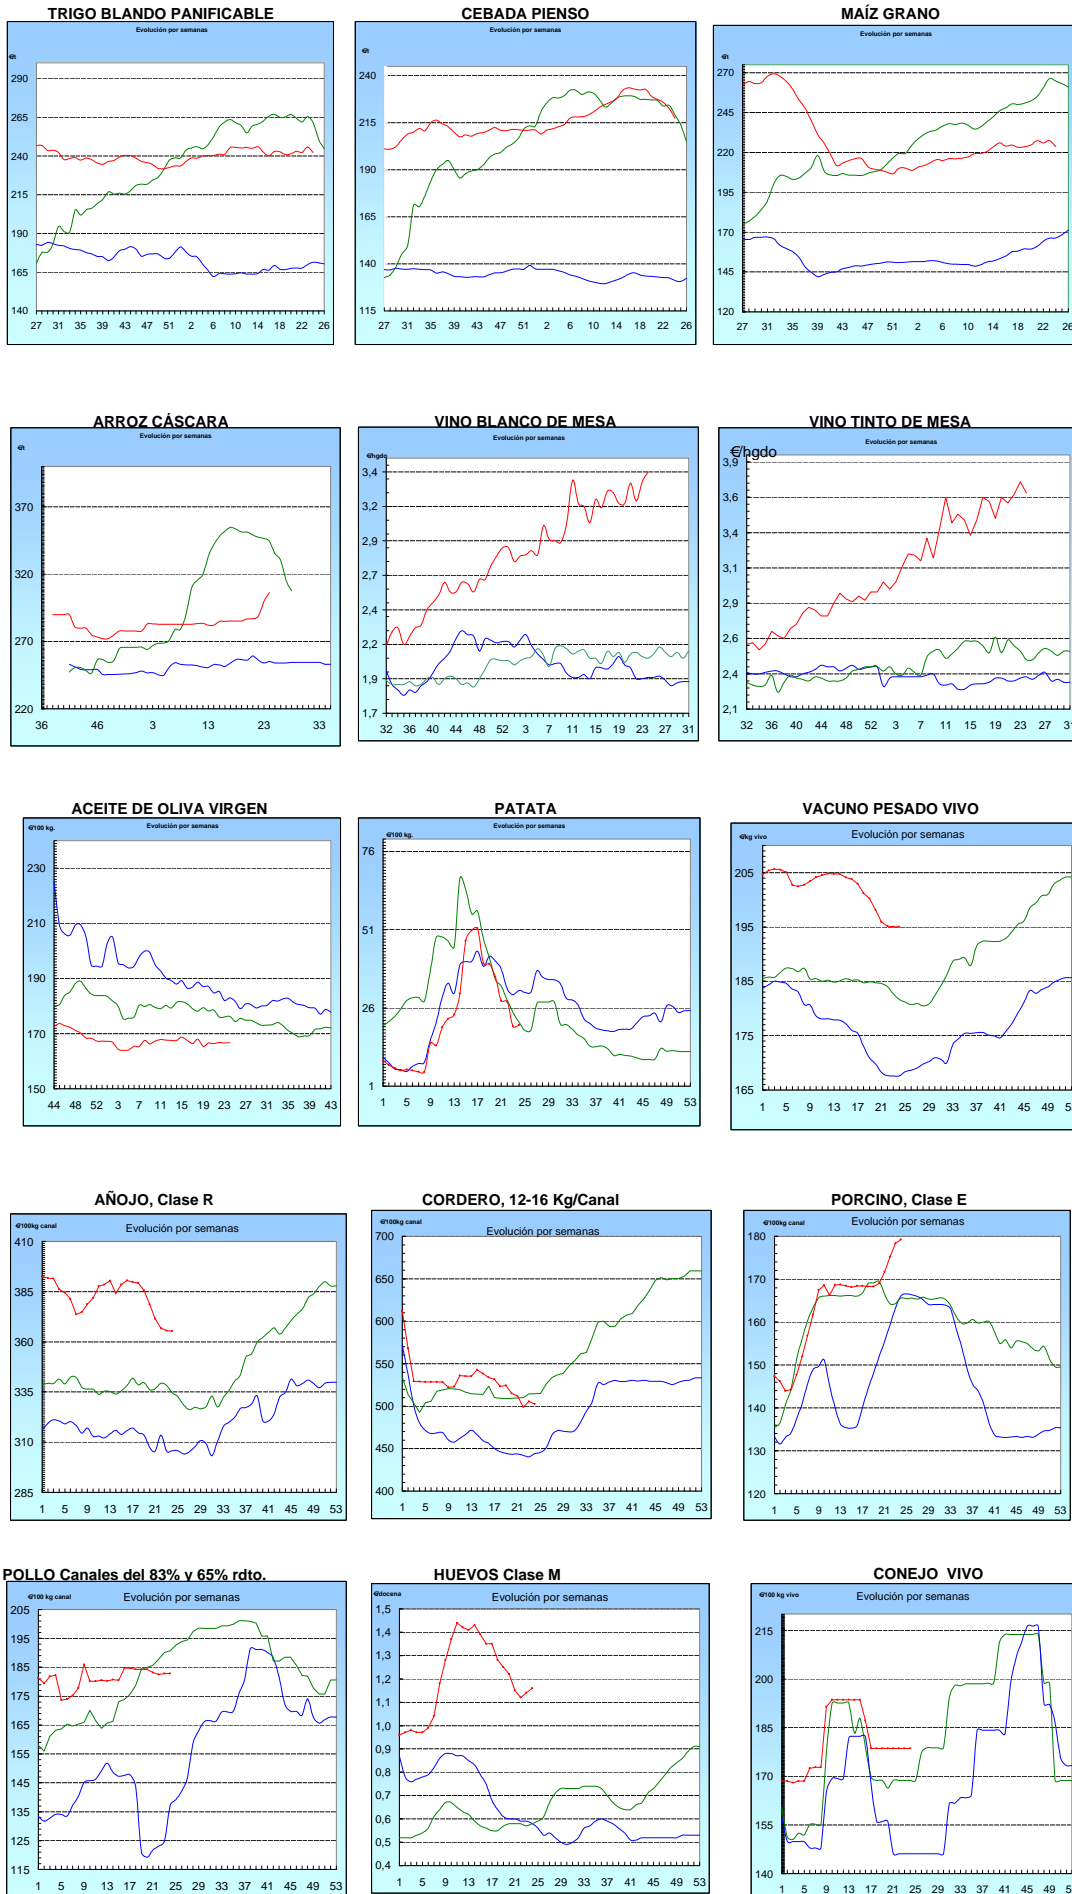 TRIGO BLANDO PANIFICABLE
Evolución por semanas
290
265
240
215
190
165
140
27 31 35 39 43 47 51 2 6 10 14 18 22 26
CEBADA PIENSO
Evolución por semanas
€/t
240
215
190
165
140
115
27 31 35 39 43 47 51 2 6 10 14 18 22 26
MAÍZ GRANO
Evolución por semanas
€/t
270
245
220
195
170
145
120
27 31 35 39 43 47 51 2 6 10 14 18 22 26
ARROZ CÁSCARA
Evolución por semanas
€/t
370
320
270
220
36 46 3 13 23 33
VINO BLANCO DE MESA
Evolución por semanas
€/hgdo
3,4
3,2
2,9
2,7
2,4
2,2
1,9
1,7
32 36 40 44 48 52 3 7 11 15 19 23 27 31
VINO TINTO DE MESA
Evolución por semanas
€/hgdo
3,9
3,6
3,4
3,1
2,9
2,6
2,4
2,1
32 36 40 44 48 52 3 7 11 15 19 23 27 31
ACEITE DE OLIVA VIRGEN
Evolución por semanas
€/100 kg.
230
210
190
170
150
44 48 52 3 7 11 15 19 23 27 31 35 39 43
PATATA
Evolución por semanas
€/100 kg.
76
51
26
1
1 5 9 13 17 21 25 29 33 37 41 45 49 53
VACUNO PESADO VIVO
Evolución por semanas
€/kg vivo
205
195
185
175
165
1 5 9 13 17 21 25 29 33 37 41 45 49 53
AÑOJO, Clase R
Evolución por semanas
€/100kg canal
410
385
360
335
310
285
1 5 9 13 17 21 25 29 33 37 41 45 49 53
CORDERO, 12-16 Kg/Canal
Evolución por semanas
€/100kg canal
700
650
600
550
500
450
400
1 5 9 13 17 21 25 29 33 37 41 45 49 53
PORCINO, Clase E
Evolución por semanas
€/100kg canal
180
170
160
150
140
130
120
1 5 9 13 17 21 25 29 33 37 41 45 49 53
POLLO Canales del 83% y 65% rdto.
Evolución por semanas
€/100 kg canal
205
195
185
175
165
155
145
135
125
115
1 5 9 13 17 21 25 29 33 37 41 45 49 53
HUEVOS Clase M
Evolución por semanas
€/docena
1,5
1,4
1,3
1,2
1,1
1,0
0,9
0,8
0,7
0,6
0,5
0,4
1 5 9 13 17 21 25 29 33 37 41 45 49 53
CONEJO VIVO
Evolución por semanas
€/100 kg vivo
215
200
185
170
155
140
1 5 9 13 17 21 25 29 33 37 41 45 49 53